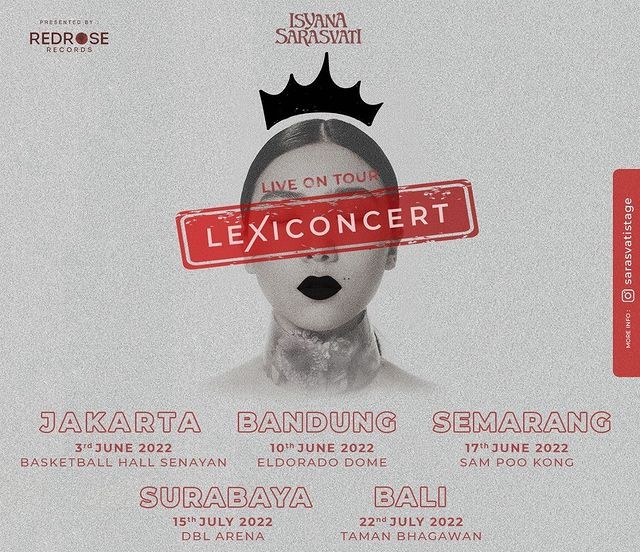 PRESENTED BY :
REDROSE
RECORDS
ISYANA
SARASVATI
LIVE ON TOUR
LEXICONCERT
MORE INFO : sarasvatistage
JAKARTA
3rd JUNE 2022
BASKETBALL HALL SENAYAN
BANDUNG
10th JUNE 2022
ELDORADO DOME
SEMARANG
17th JUNE 2022
SAM POO KONG
SURABAYA
15th JULY 2022
DBL ARENA
BALI
22nd JULY 2022
TAMAN BHAGAWAN